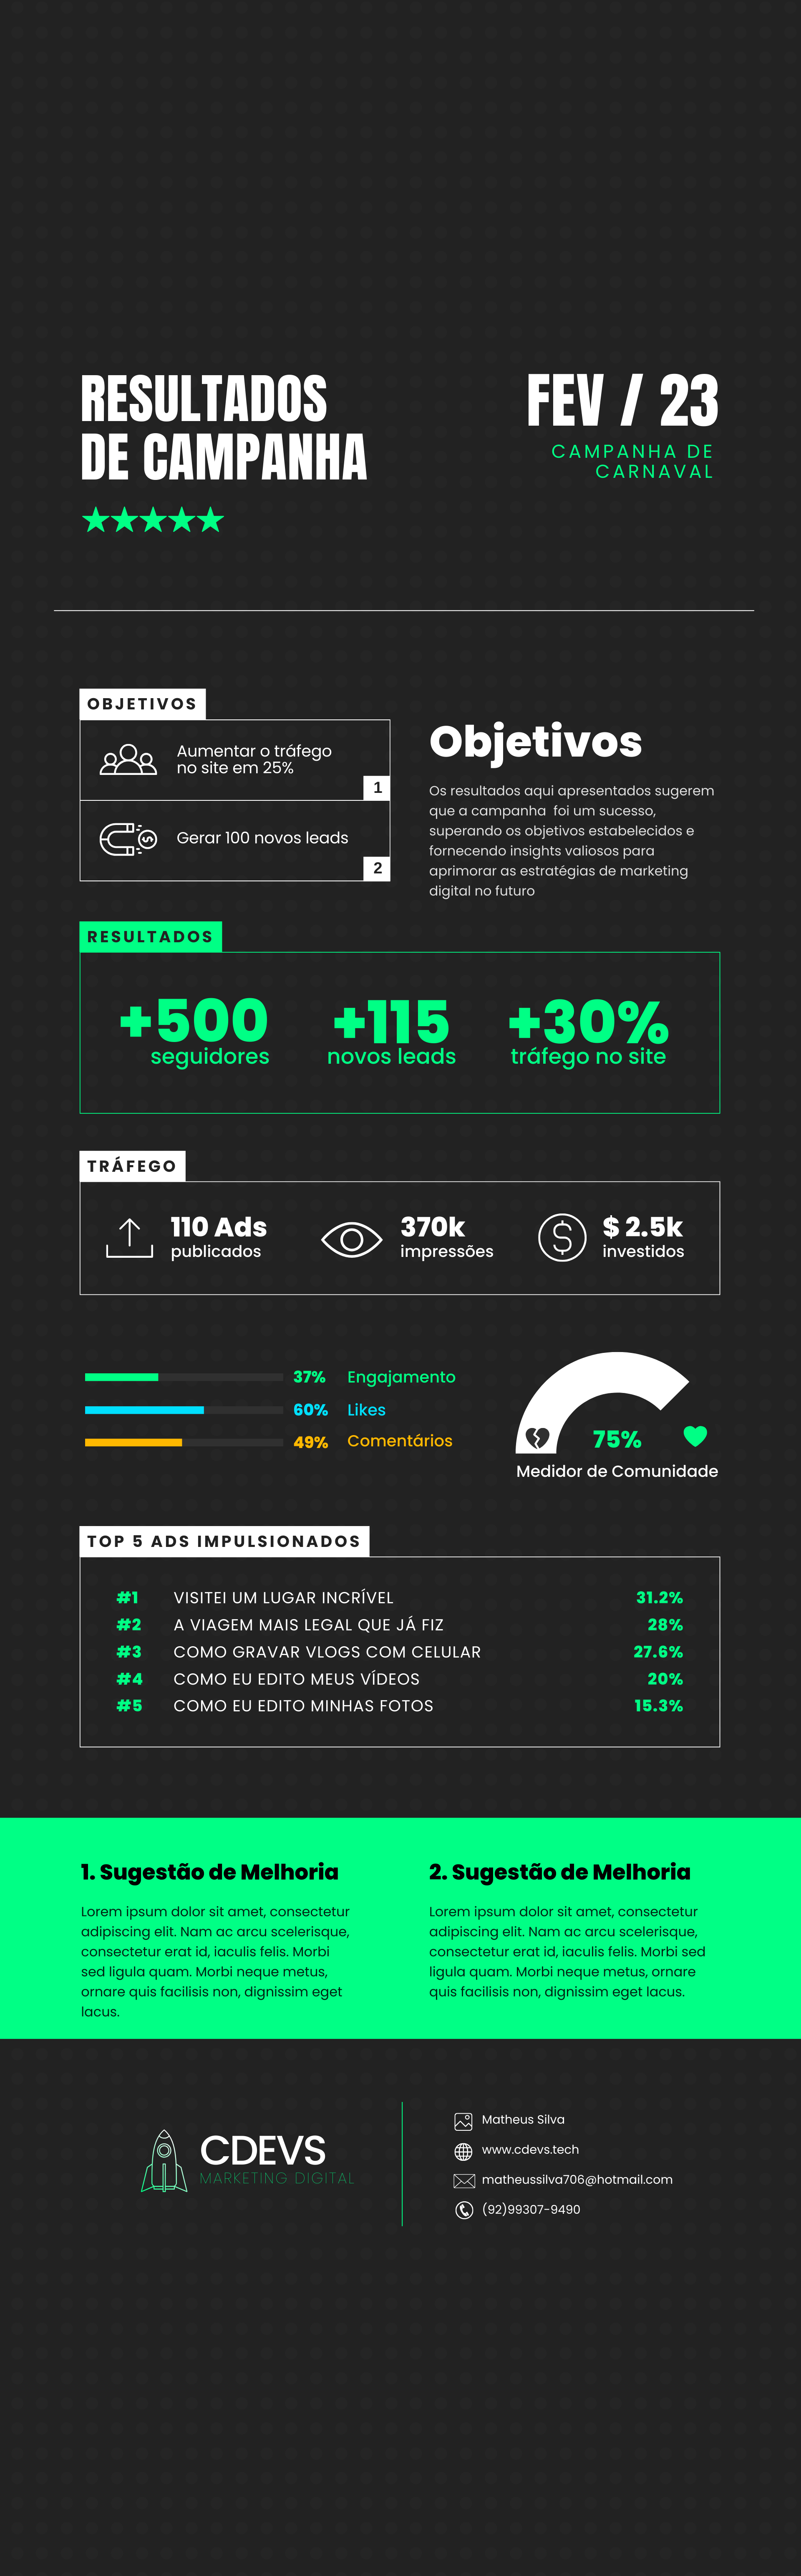 RESULTADOS
DE CAMPANHA
FEV / 23
CAMPANHA DE
CARNAVAL
OBJETIVOS
Aumentar o tráfego
no site em 25%
1
Gerar 100 novos leads
2
Objetivos
Os resultados aqui apresentados sugerem
que a campanha  foi um sucesso,
superando os objetivos estabelecidos e
fornecendo insights valiosos para
aprimorar as estratégias de marketing
digital no futuro
RESULTADOS
+500
seguidores
+115
novos leads
+30%
tráfego no site
TRÁFEGO
110 Ads
publicados
370k
impressões
$ 2.5k
investidos
37% Engajamento
60% Likes
49% Comentários
75%
Medidor de Comunidade
TOP 5 ADS IMPULSIONADOS
#1 VISITEI UM LUGAR INCRÍVEL 31.2%
#2 A VIAGEM MAIS LEGAL QUE JÁ FIZ 28%
#3 COMO GRAVAR VLOGS COM CELULAR 27.6%
#4 COMO EU EDITO MEUS VÍDEOS 20%
#5 COMO EU EDITO MINHAS FOTOS 15.3%
1. Sugestão de Melhoria
Lorem ipsum dolor sit amet, consectetur
adipiscing elit. Nam ac arcu scelerisque,
consectetur erat id, iaculis felis. Morbi
sed ligula quam. Morbi neque metus,
ornare quis facilisis non, dignissim eget
lacus.
2. Sugestão de Melhoria
Lorem ipsum dolor sit amet, consectetur
adipiscing elit. Nam ac arcu scelerisque,
consectetur erat id, iaculis felis. Morbi sed
ligula quam. Morbi neque metus, ornare
quis facilisis non, dignissim eget lacus.
CDEVS
MARKETING DIGITAL
Matheus Silva
www.cdevs.tech
matheussilva706@hotmail.com
(92)99307-9490